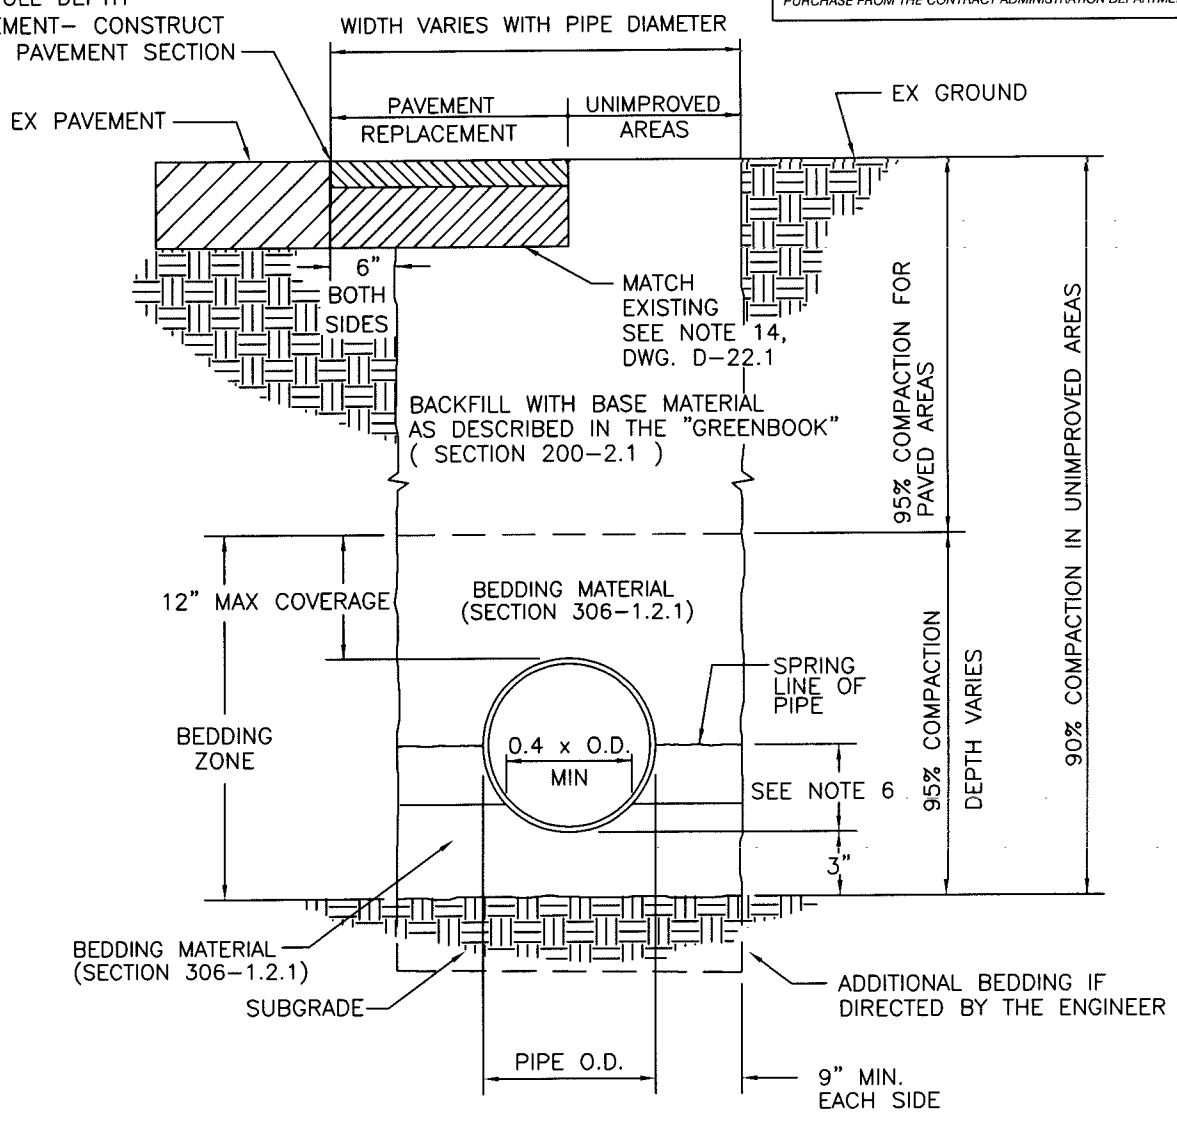 EMENT- CONSTRUCT
PAVEMENT SECTION
PURCHASE FROM THE CONTRACT ADMINISTRATION
WIDTH VARIES WITH PIPE DIAMETER
EX PAVEMENT
PAVEMENT
REPLACEMENT
UNIMPROVED
AREAS
EX GROUND
6"
BOTH
SIDES
MATCH
EXISTING
SEE NOTE 14,
DWG. D-22.1
BACKFILL WITH BASE MATERIAL
AS DESCRIBED IN THE "GREENBOOK"
( SECTION 200-2.1 )
95% COMPACTION FOR
PAVED AREAS
90% COMPACTION IN UNIMPROVED AREAS
12" MAX COVERAGE
BEDDING MATERIAL
(SECTION 306-1.2.1)
SPRING
LINE OF
PIPE
95% COMPACTION
DEPTH VARIES
BEDDING
ZONE
0.4 x O.D.
MIN
SEE NOTE 6
3"
BEDDING MATERIAL
(SECTION 306-1.2.1)
SUBGRADE
ADDITIONAL BEDDING IF
DIRECTED BY THE ENGINEER
PIPE O.D.
9" MIN.
EACH SIDE